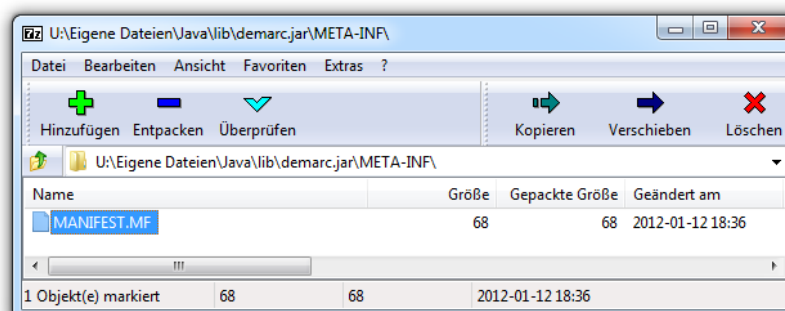 7z U:\Eigene Dateien\Java\lib\demarc.jar\META-INF\
Datei Bearbeiten Ansicht Favoriten Extras ?
Hinzufügen Entpacken Überprüfen Kopieren Verschieben Löschen
U:\Eigene Dateien\Java\lib\demarc.jar\META-INF\
Name Größe Gepackte Größe Geändert am
MANIFEST.MF 68 68 2012-01-12 18:36
1 Objekt(e) markiert 68 68 2012-01-12 18:36